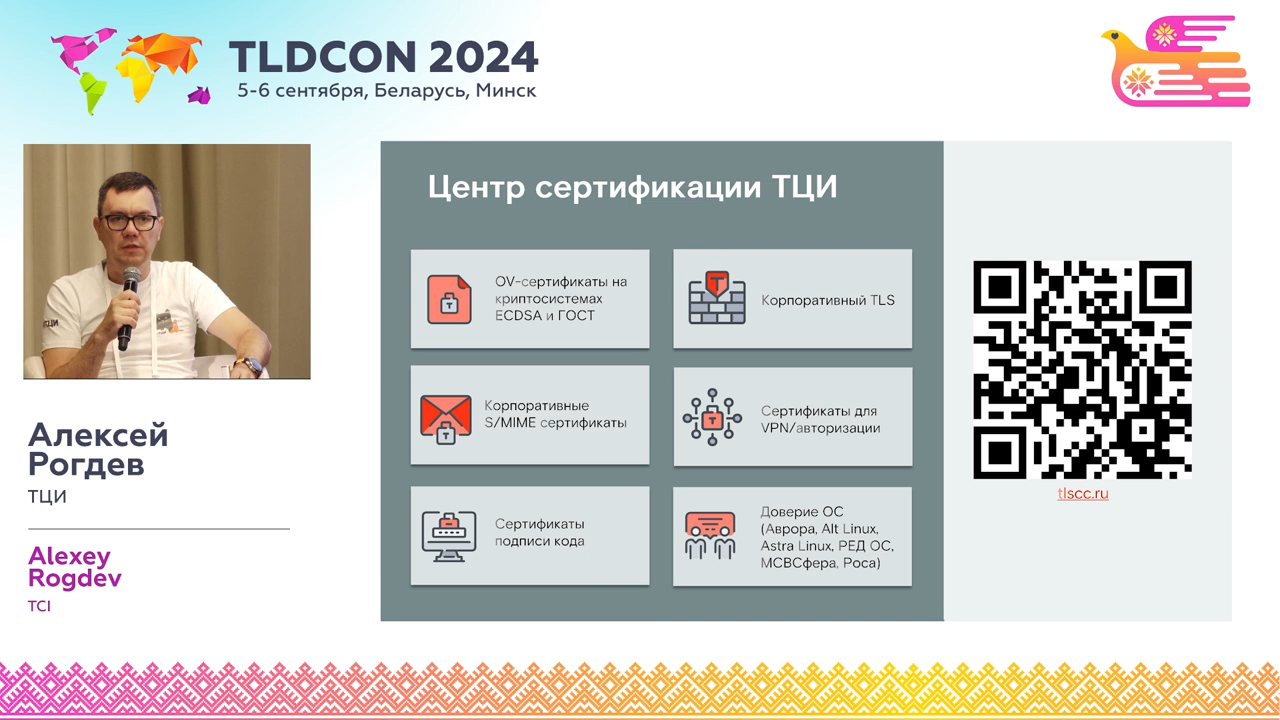 TLDCON 2024
5-6 сентября, Беларусь, Минск
Алексей
Рогдев
ТЦИ
Alexey
Rogdev
TCI
Центр сертификации ТЦИ
OV-сертификаты на
криптосистемах
ECDSA и ГОСТ
Корпоративный TLS
Корпоративные
S/MIME сертификаты
Сертификаты для
VPN/авторизации
Сертификаты
подписи кода
Доверие ОС
(Аврора, Alt Linux,
Astra Linux, РЕД ОС,
МСВСфера, Роса)
tlscc.ru